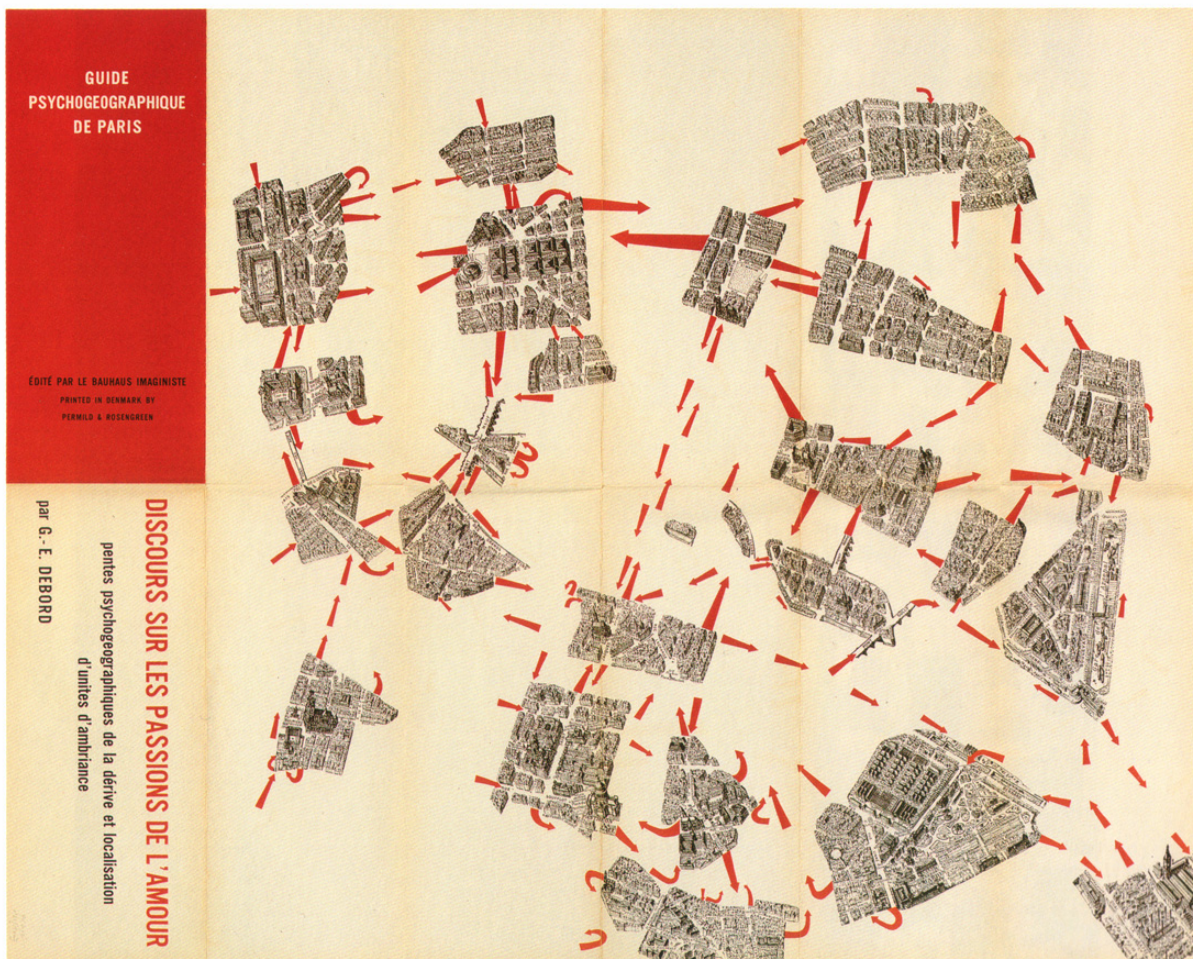 GUIDE
PSYCHOGEOGRAPHIQUE
DE PARIS
ÉDITÉ PAR LE BAUHAUS IMAGINISTE
PRINTED IN DENMARK BY
PERMILD & ROSENGREEN
DISCOURS SUR LES PASSIONS DE L'AMOUR
pentes psychogeographiques de la dérive et localisation
d'unites d'ambriance
par G.-E. DEBORD